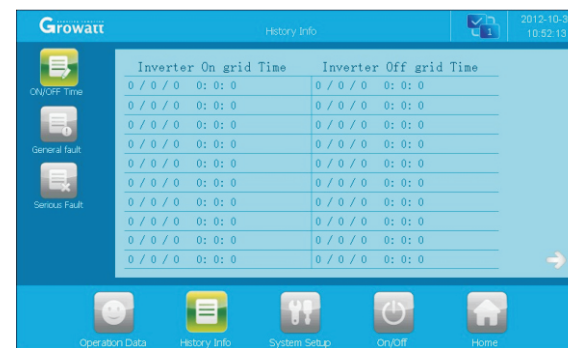 Growatt
History Info
1
2012-10-3
10:52:13
ON/OFF Time
General fault
Serious Fault
Inverter On grid Time Inverter Off grid Time
0 / 0 / 0 0: 0: 0 0 / 0 / 0 0: 0: 0
0 / 0 / 0 0: 0: 0 0 / 0 / 0 0: 0: 0
0 / 0 / 0 0: 0: 0 0 / 0 / 0 0: 0: 0
0 / 0 / 0 0: 0: 0 0 / 0 / 0 0: 0: 0
0 / 0 / 0 0: 0: 0 0 / 0 / 0 0: 0: 0
0 / 0 / 0 0: 0: 0 0 / 0 / 0 0: 0: 0
0 / 0 / 0 0: 0: 0 0 / 0 / 0 0: 0: 0
0 / 0 / 0 0: 0: 0 0 / 0 / 0 0: 0: 0
0 / 0 / 0 0: 0: 0 0 / 0 / 0 0: 0: 0
0 / 0 / 0 0: 0: 0 0 / 0 / 0 0: 0: 0
Operation Data History Info System Setup On/Off Home